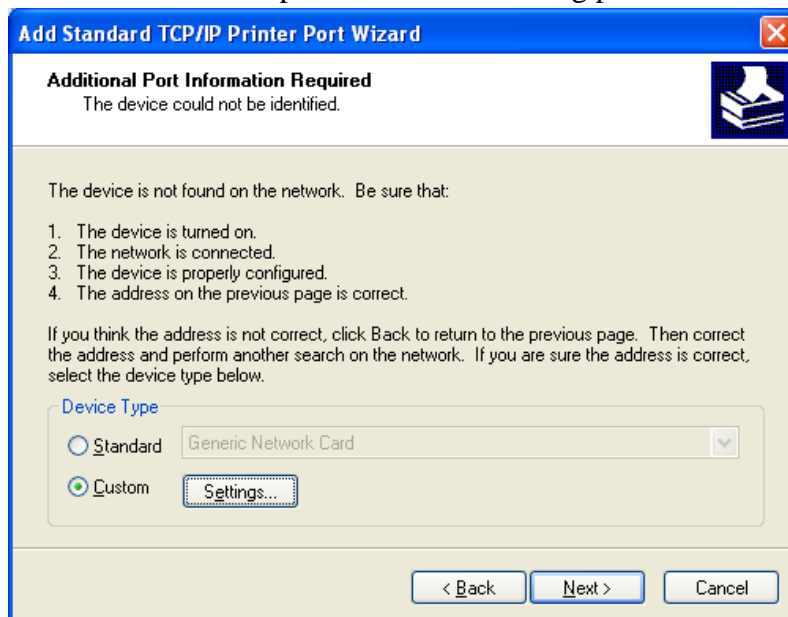 Add Standard TCP/IP Printer Port Wizard
Additional Port Information Required
The device could not be identified.
The device is not found on the network. Be sure that:
1. The device is turned on.
2. The network is connected.
3. The device is properly configured.
4. The address on the previous page is correct.
If you think the address is not correct, click Back to return to the previous page. Then correct
the address and perform another search on the network. If you are sure the address is correct,
select the device type below.
Device Type
Standard Generic Network Card
Custom Settings...
< Back Next > Cancel